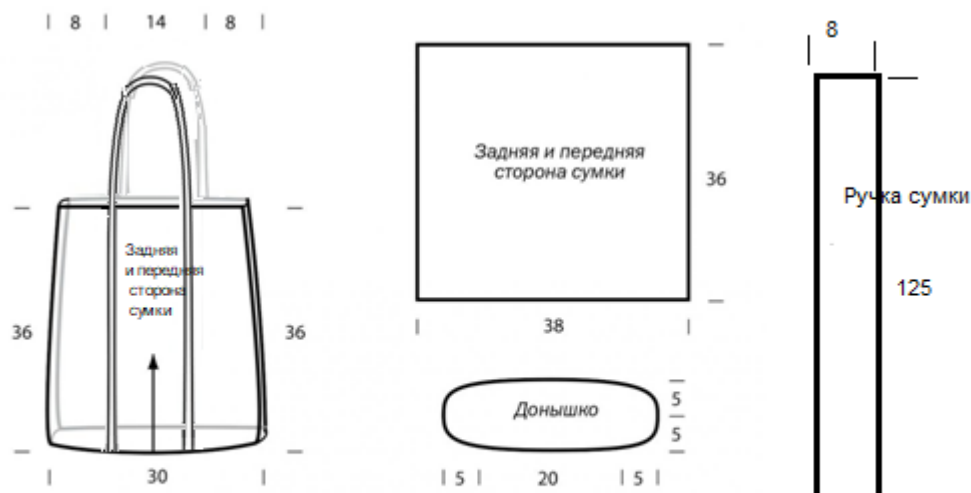 8 14 8
Задняя
и передняя
сторона
сумки
36
36
30
Задняя и передняя
сторона сумки
36
38
Донышко
5
5
5 20 5
8
Ручка сумки
125